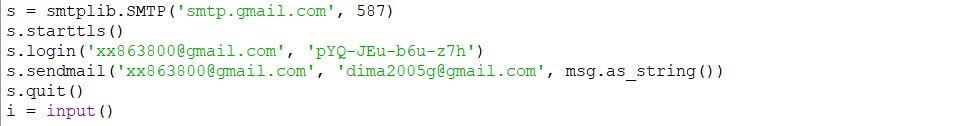 s = smtplib.SMTP('smtp.gmail.com', 587)
s.starttls()
s.login('xx863800@gmail.com', 'pYQ-JEu-b6u-z7h')
s.sendmail('xx863800@gmail.com', 'dima2005g@gmail.com', msg.as_string())
s.quit()
i = input()